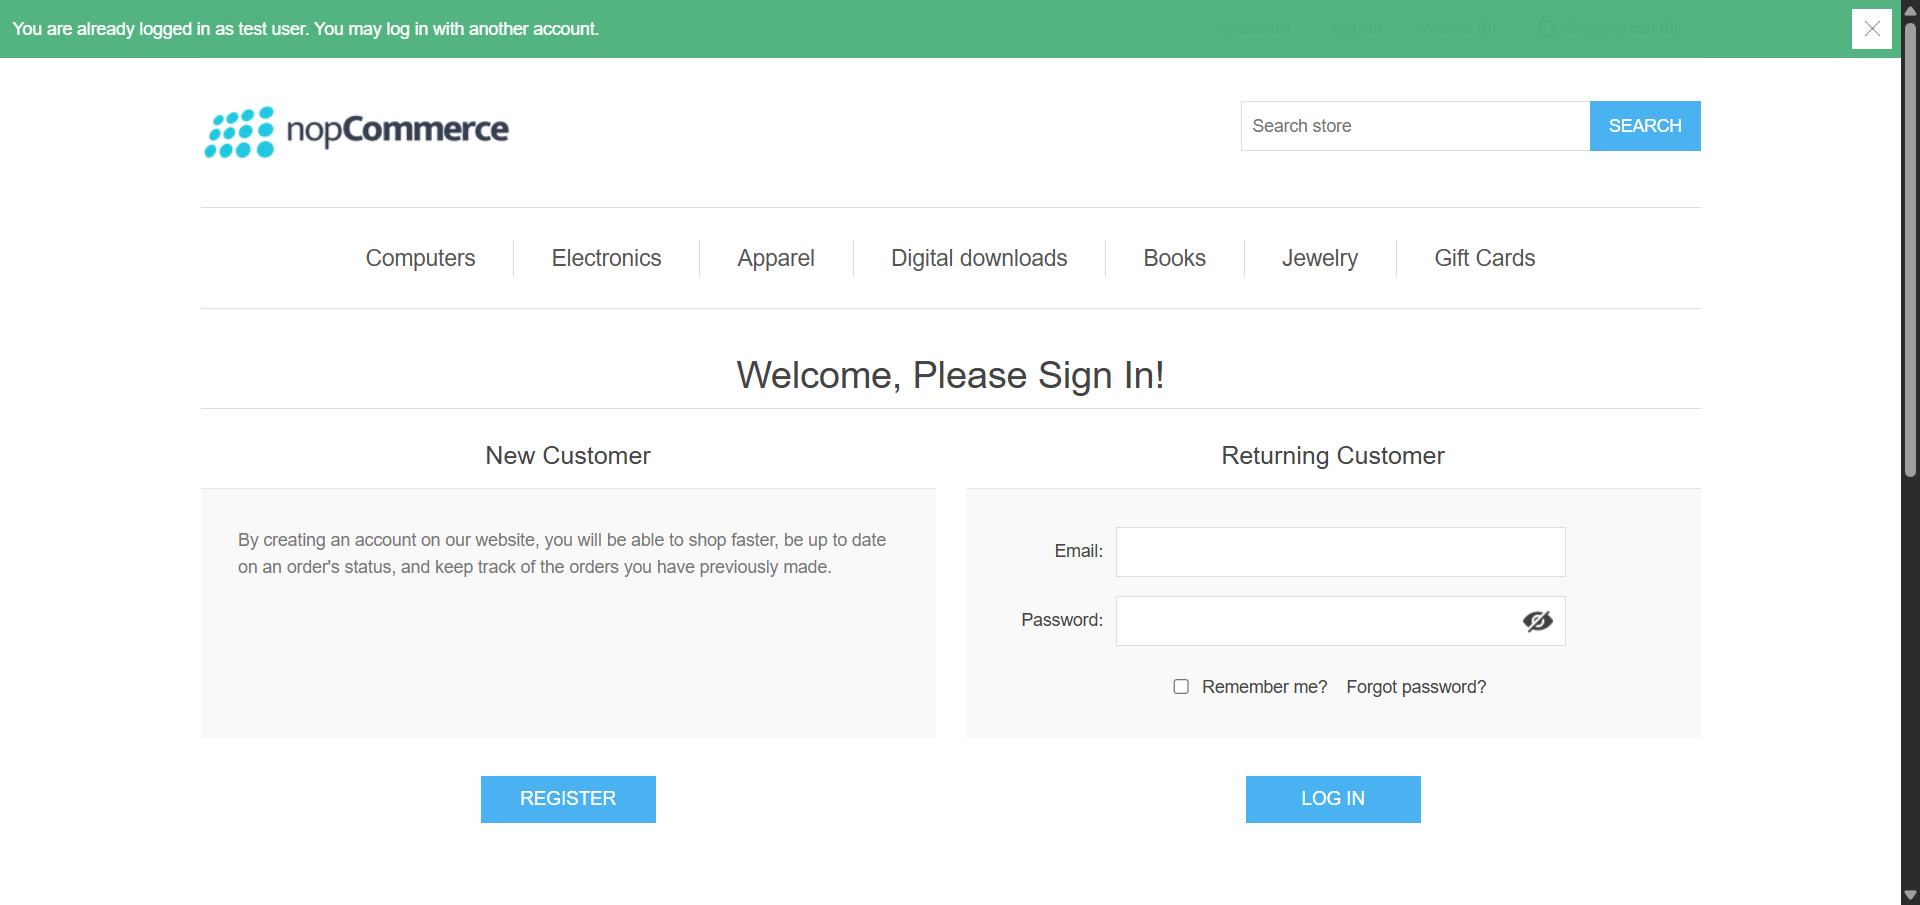 You are already logged in as test user. You may log in with another account.
My account Log out Wishlist (0) Shopping cart (0)
nopCommerce
Search store SEARCH
Computers Electronics Apparel Digital downloads Books Jewelry Gift Cards
Welcome, Please Sign In!
New Customer
By creating an account on our website, you will be able to shop faster, be up to date
on an order's status, and keep track of the orders you have previously made.
REGISTER
Returning Customer
Email:
Password:
Remember me? Forgot password?
LOG IN